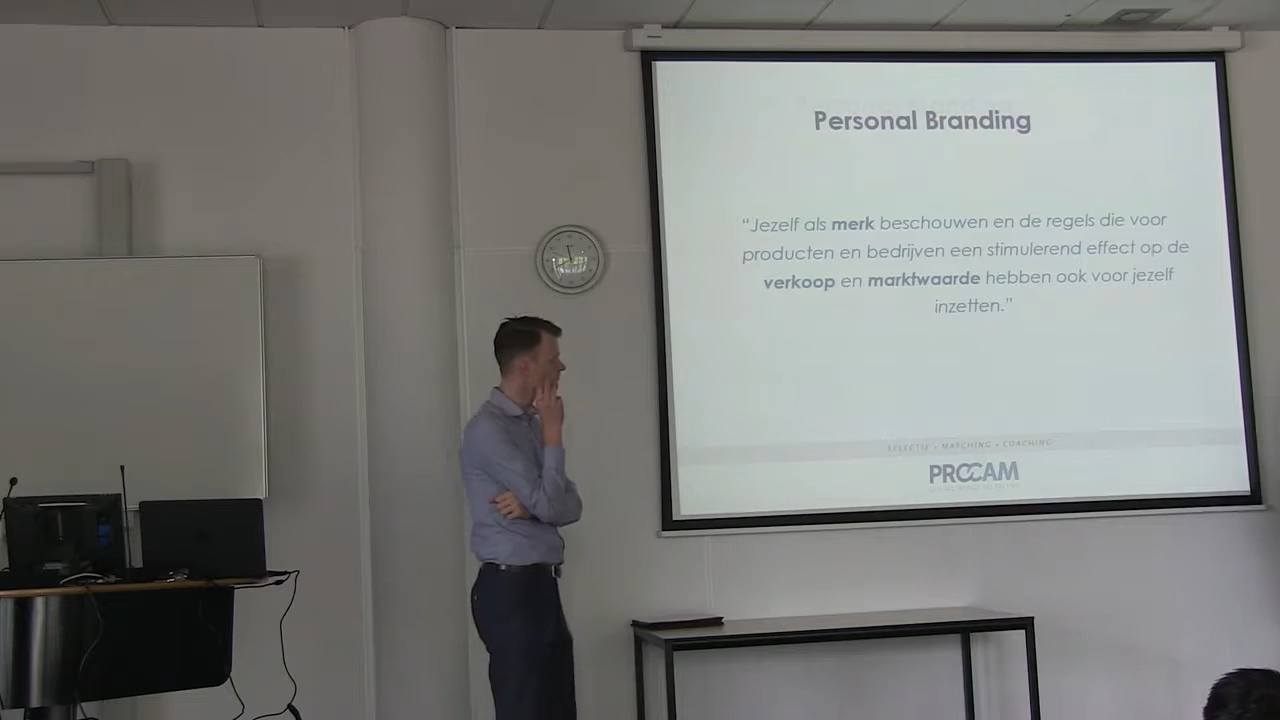 Personal Branding
“Jezelf als merk beschouwen en de regels die voor
producten en bedrijven een stimulerend effect op de
verkoop en marktwaarde hebben ook voor jezelf
inzetten.”
SELECTIE • MATCHING • COACHING
PROCAM